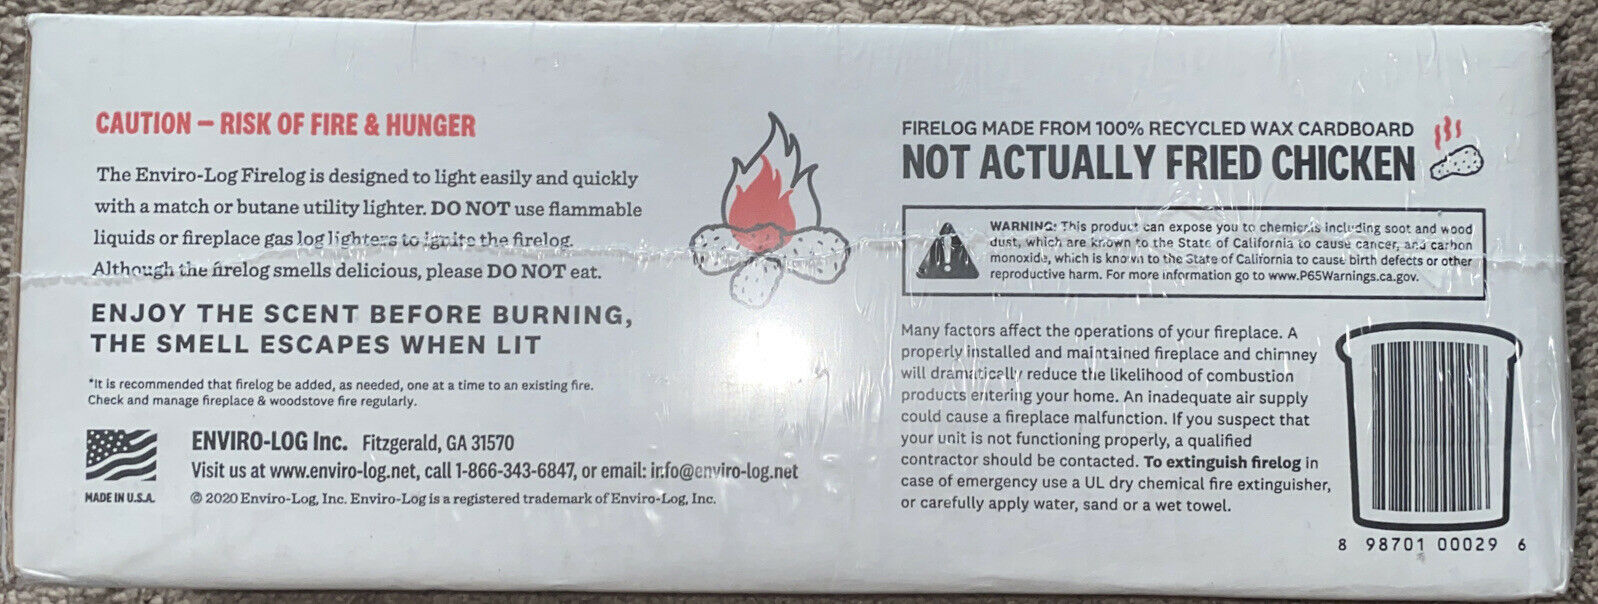 CAUTION – RISK OF FIRE & HUNGER
The Enviro-Log Firelog is designed to light easily and quickly
with a match or butane utility lighter. DO NOT use flammable
liquids or fireplace gas log lighters to ignite the firelog.
Although the firelog smells delicious, please DO NOT eat.
ENJOY THE SCENT BEFORE BURNING,
THE SMELL ESCAPES WHEN LIT
*It is recommended that firelog be added, as needed, one at a time to an existing fire.
Check and manage fireplace & woodstove fire regularly.
MADE IN U.S.A.
ENVIRO-LOG Inc. Fitzgerald, GA 31570
Visit us at www.enviro-log.net, call 1-866-343-6847, or email: info@enviro-log.net
© 2020 Enviro-Log, Inc. Enviro-Log is a registered trademark of Enviro-Log, Inc.
FIRELOG MADE FROM 100% RECYCLED WAX CARDBOARD
NOT ACTUALLY FRIED CHICKEN
WARNING: This product can expose you to chemicals including soot and wood
dust, which are known to the State of California to cause cancer, and carbon
monoxide, which is known to the State of California to cause birth defects or other
reproductive harm. For more information go to www.P65Warnings.ca.gov.
Many factors affect the operations of your fireplace. A
properly installed and maintained fireplace and chimney
will dramatically reduce the likelihood of combustion
products entering your home. An inadequate air supply
could cause a fireplace malfunction. If you suspect that
your unit is not functioning properly, a qualified
contractor should be contacted. To extinguish firelog in
case of emergency use a UL dry chemical fire extinguisher,
or carefully apply water, sand or a wet towel.
8 98701 00029 6